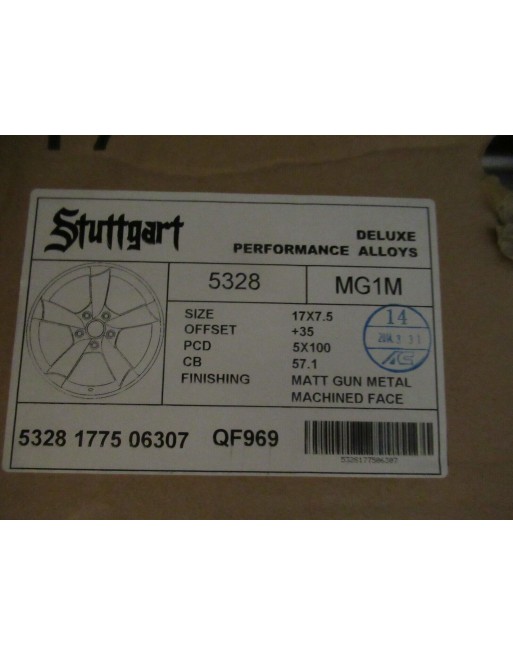 Stuttgart
DELUXE
PERFORMANCE ALLOYS
5328
MG1M
SIZE 17X7.5
OFFSET +35
PCD 5X100
CB 57.1
FINISHING MATT GUN METAL
MACHINED FACE
14
5328 1775 06307 QF969
5328177506307